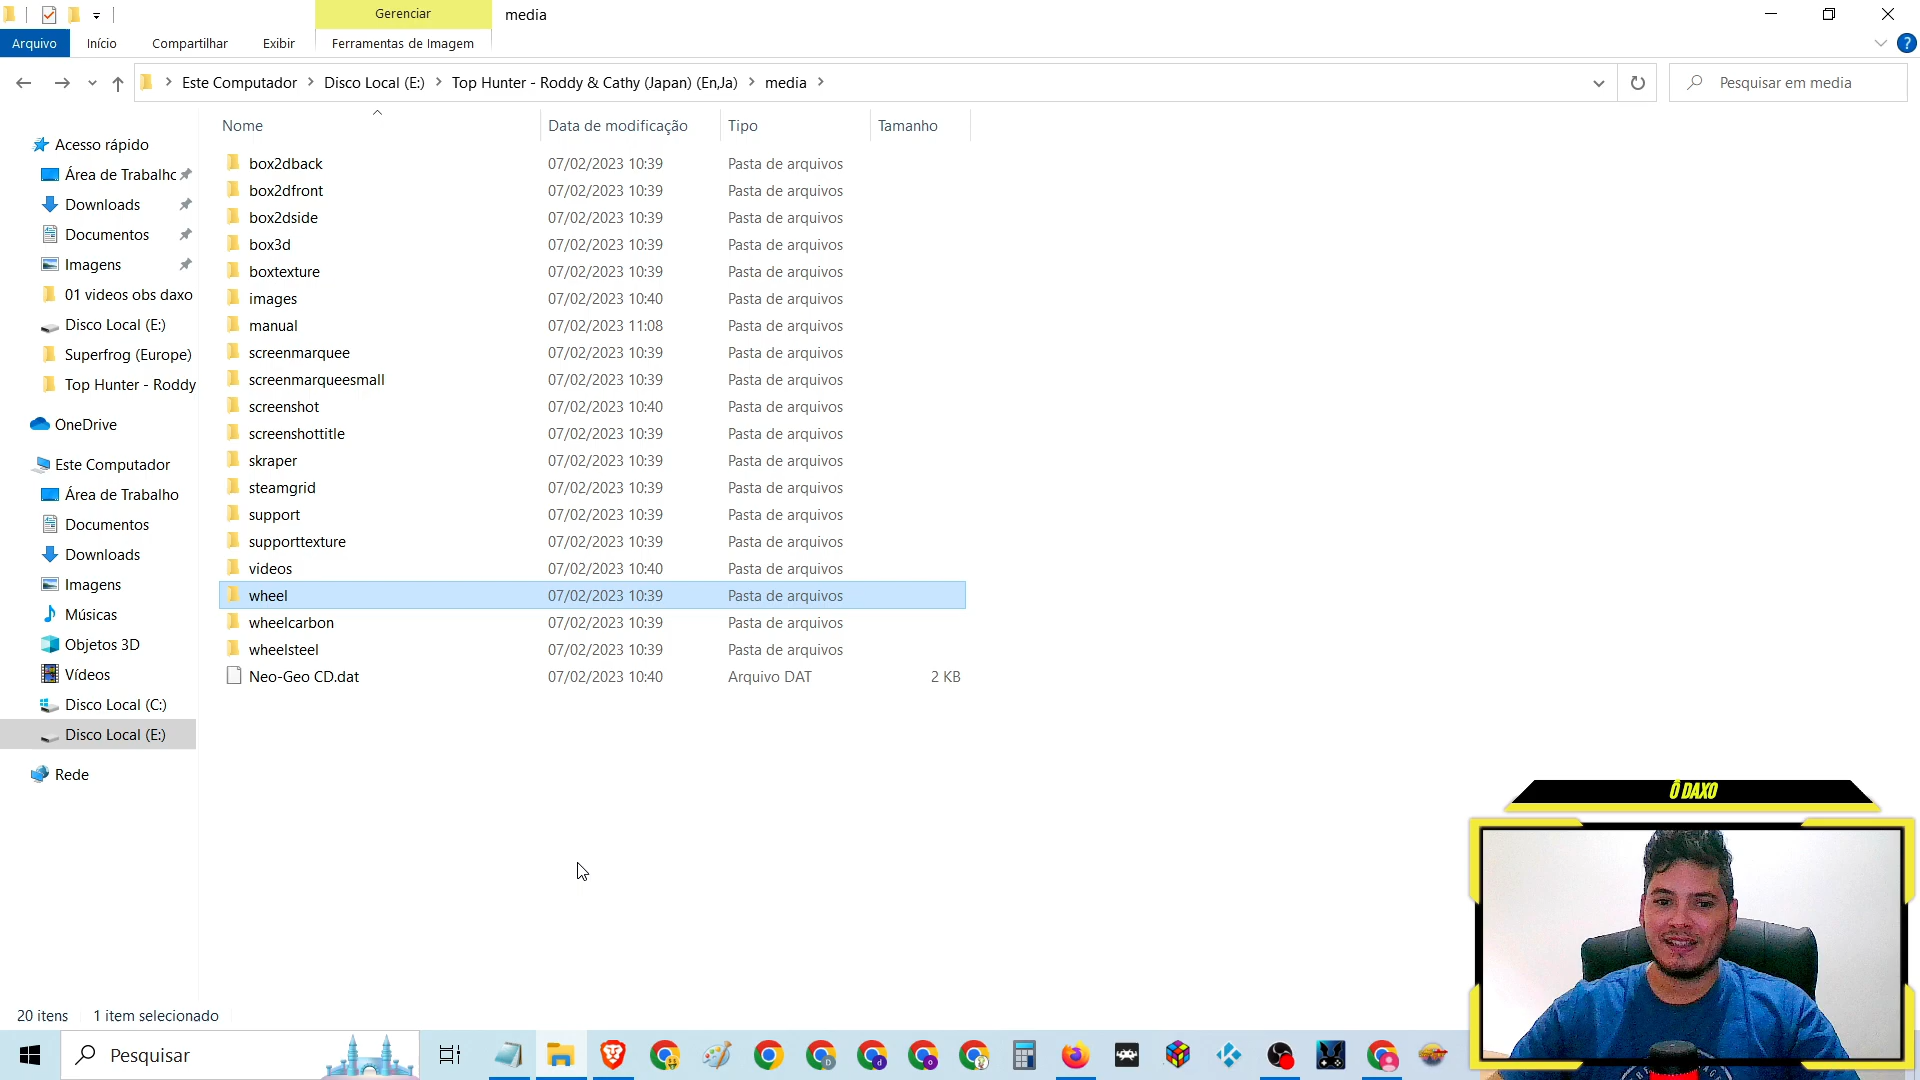 Gerenciar
media
Arquivo
Início
Compartilhar
Exibir
Ferramentas de Imagem
Este Computador
Disco Local (E:)
Top Hunter - Roddy & Cathy (Japan) (En,Ja)
media
Pesquisar em media
Nome
Data de modificação
Tipo
Tamanho
Acesso rápido
Área de Trabalhc
Downloads
Documentos
Imagens
01 videos obs daxo
Disco Local (E:)
Superfrog (Europe)
Top Hunter - Roddy
OneDrive
Este Computador
Área de Trabalho
Documentos
Downloads
Imagens
Músicas
Objetos 3D
Vídeos
Disco Local (C:)
Disco Local (E:)
Rede
box2dback 07/02/2023 10:39 Pasta de arquivos
box2dfront 07/02/2023 10:39 Pasta de arquivos
box2dside 07/02/2023 10:39 Pasta de arquivos
box3d 07/02/2023 10:39 Pasta de arquivos
boxtexture 07/02/2023 10:39 Pasta de arquivos
images 07/02/2023 10:40 Pasta de arquivos
manual 07/02/2023 11:08 Pasta de arquivos
screenmarquee 07/02/2023 10:39 Pasta de arquivos
screenmarqueesmall 07/02/2023 10:39 Pasta de arquivos
screenshot 07/02/2023 10:40 Pasta de arquivos
screenshottitle 07/02/2023 10:39 Pasta de arquivos
skraper 07/02/2023 10:39 Pasta de arquivos
steamgrid 07/02/2023 10:39 Pasta de arquivos
support 07/02/2023 10:39 Pasta de arquivos
supporttexture 07/02/2023 10:39 Pasta de arquivos
videos 07/02/2023 10:40 Pasta de arquivos
wheel 07/02/2023 10:39 Pasta de arquivos
wheelcarbon 07/02/2023 10:39 Pasta de arquivos
wheelsteel 07/02/2023 10:39 Pasta de arquivos
Neo-Geo CD.dat 07/02/2023 10:40 Arquivo DAT 2 KB
Ô DAXO
20 itens
1 item selecionado
Pesquisar